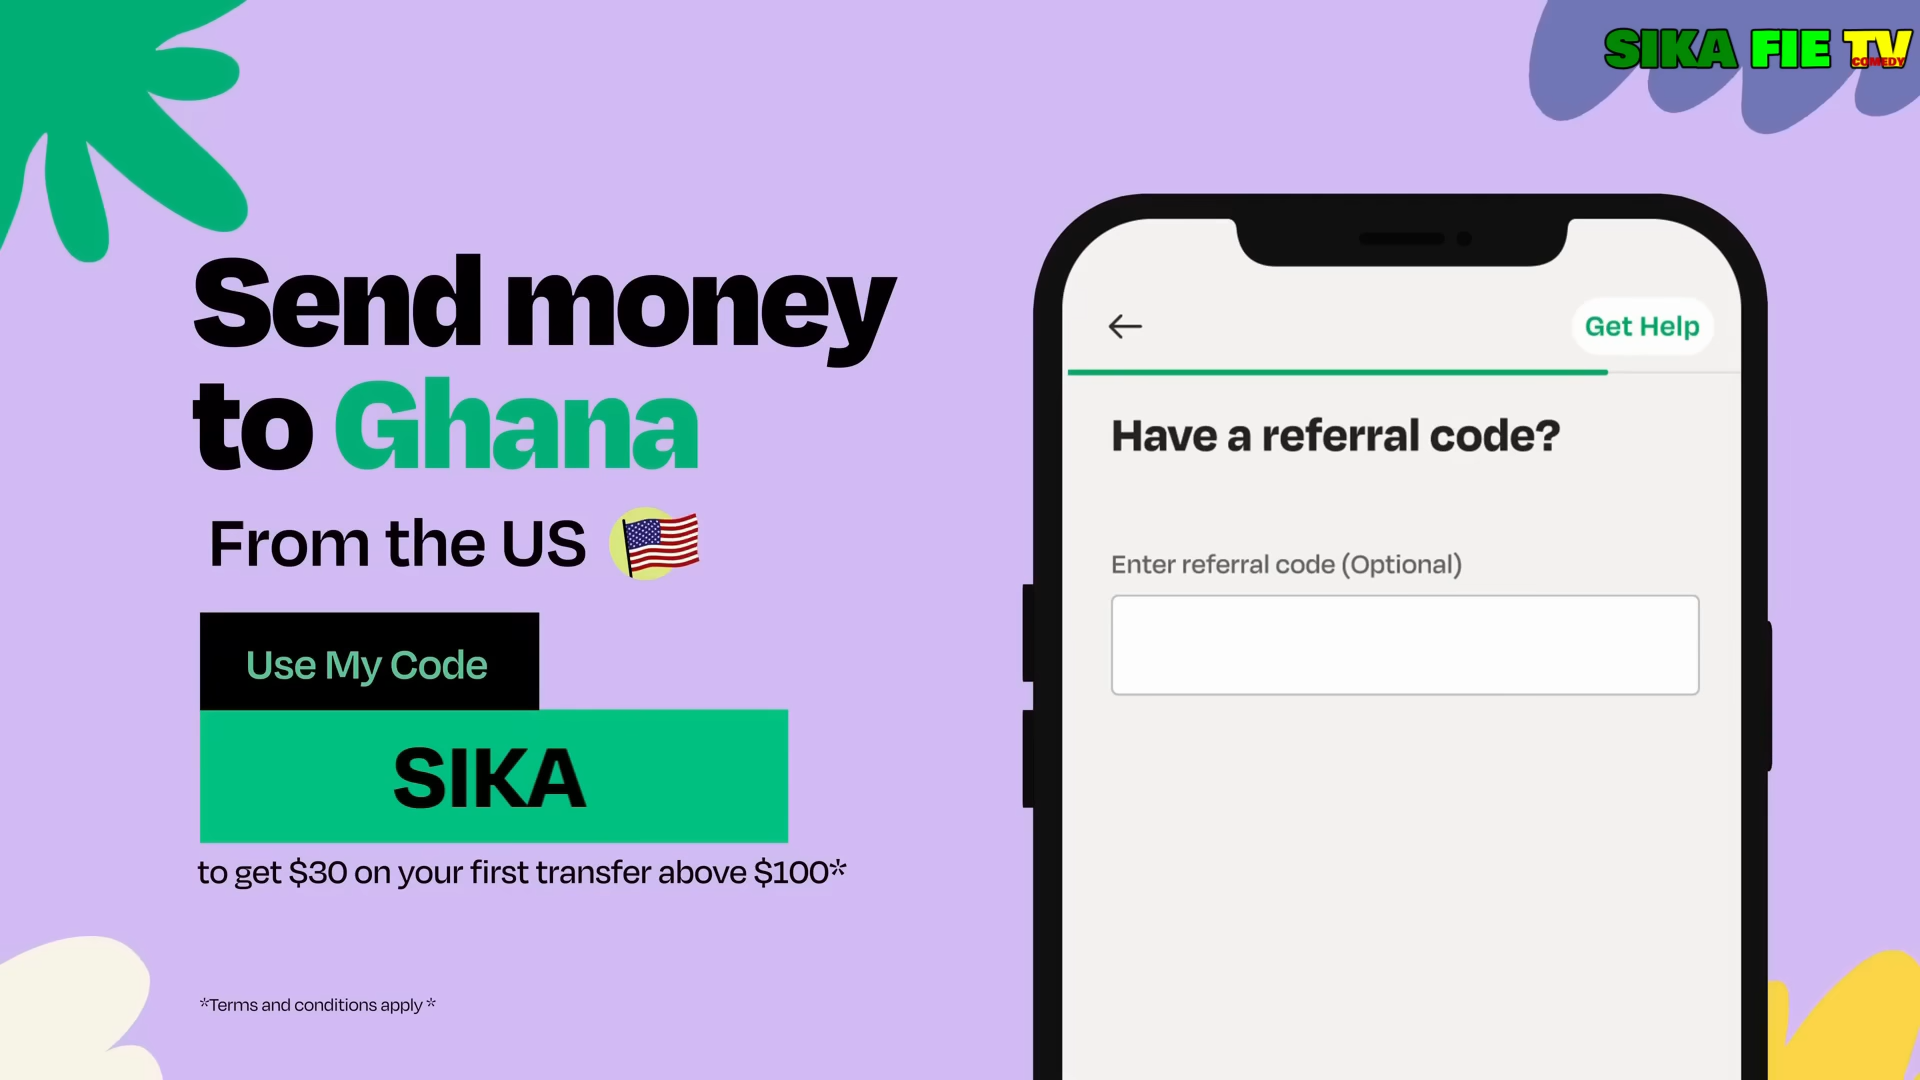 SIKA FIE TV
COMEDY
Send money
to Ghana
From the US
Use My Code
SIKA
to get $30 on your first transfer above $100*
*Terms and conditions apply *
Get Help
Have a referral code?
Enter referral code (Optional)